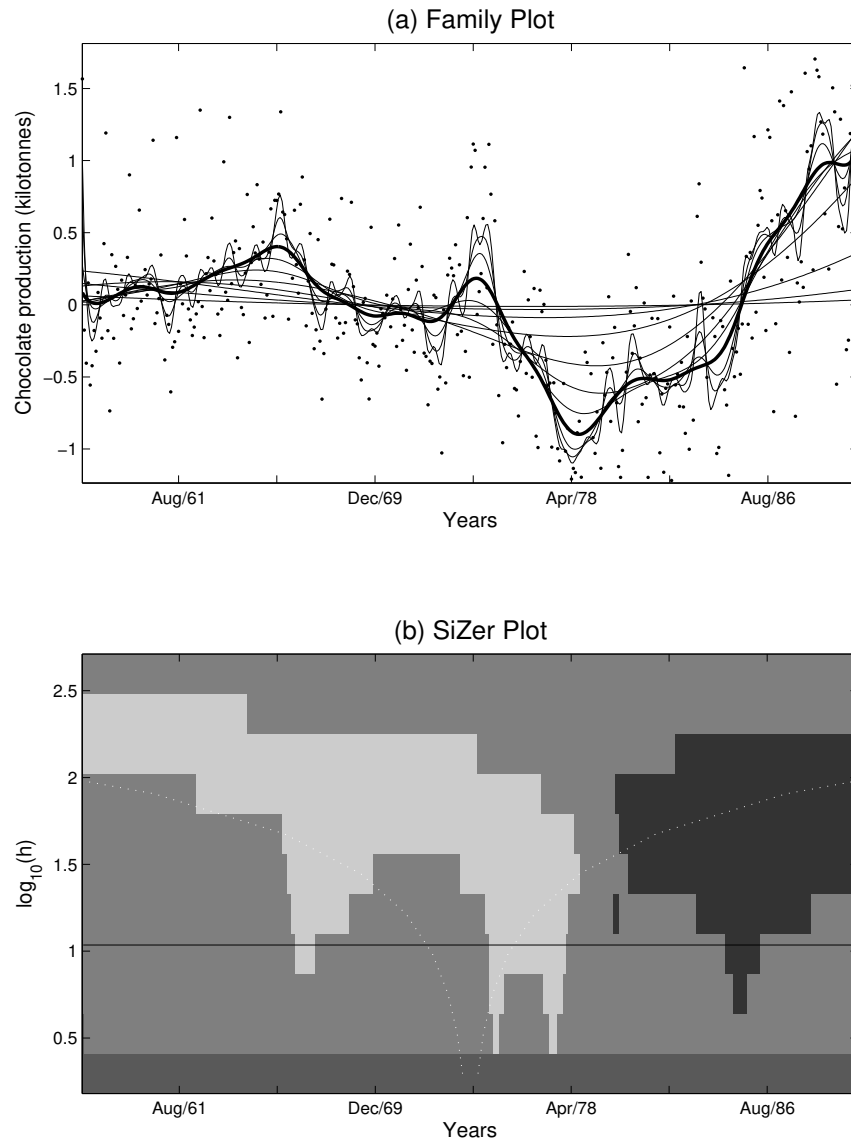 (a) Family Plot
1.5
1
0.5
0
−0.5
−1
Chocolate production (kilotonnes)
Aug/61 Dec/69 Apr/78 Aug/86
Years
(b) SiZer Plot
2.5
2
1.5
1
0.5
log10(h)
Aug/61 Dec/69 Apr/78 Aug/86
Years